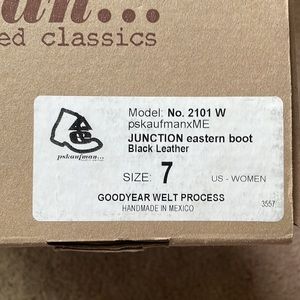 an...
ed classics
Model: No. 2101 W
pskaufmanxME
JUNCTION eastern boot
Black Leather
pskaufman...
SIZE: 7 US - WOMEN
GOODYEAR WELT PROCESS
HANDMADE IN MEXICO
3557